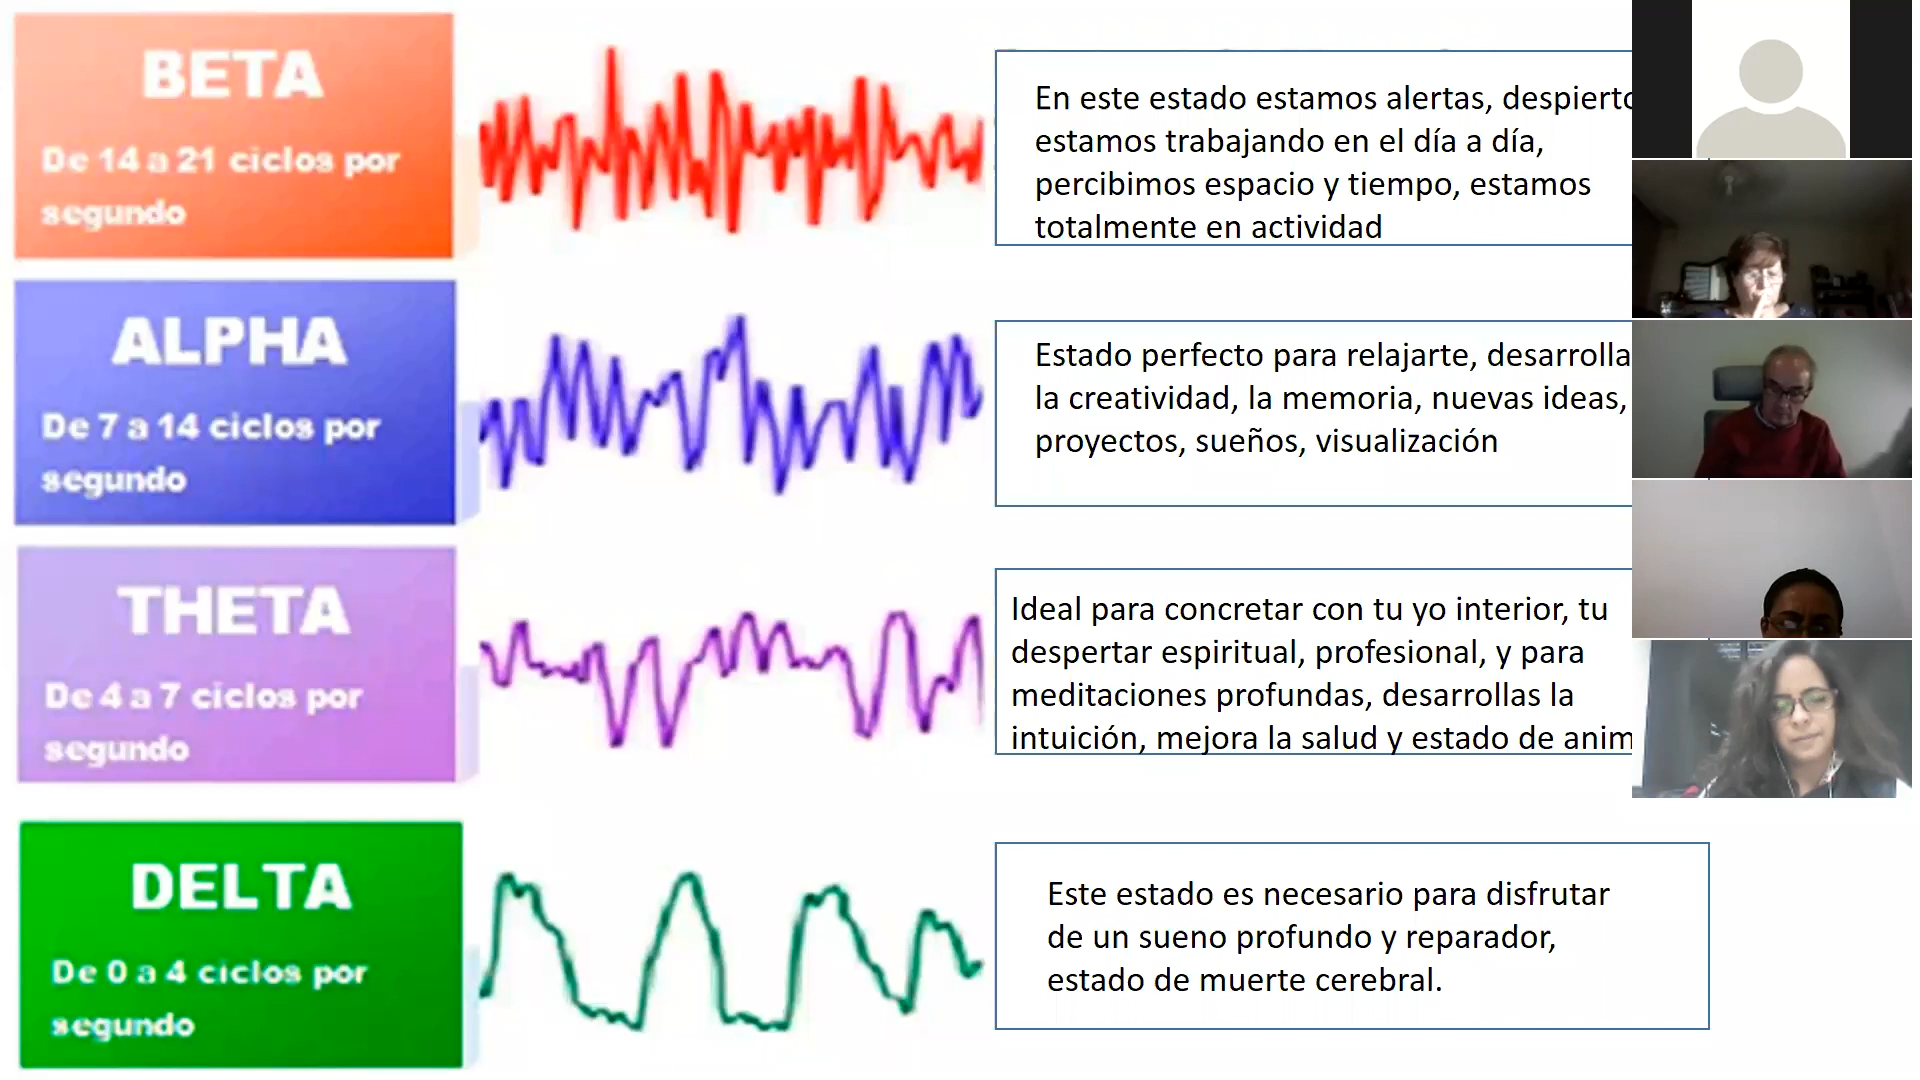 BETA
De 14 a 21 ciclos por
segundo
En este estado estamos alertas,
estamos trabajando en el día a día,
percibimos espacio y tiempo, estamos
totalmente en actividad
ALPHA
De 7 a 14 ciclos por
segundo
Estado perfecto para relajarte, desarrolla
la creatividad, la memoria, nuevas ideas,
proyectos, sueños, visualización
THETA
De 4 a 7 ciclos por
segundo
Ideal para concretar con tu yo interior, tu
despertar espiritual, profesional, y para
meditaciones profundas, desarrollas la
intuición, mejora la salud y estado de anim
DELTA
De 0 a 4 ciclos por
segundo
Este estado es necesario para disfrutar
de un sueno profundo y reparador,
estado de muerte cerebral.